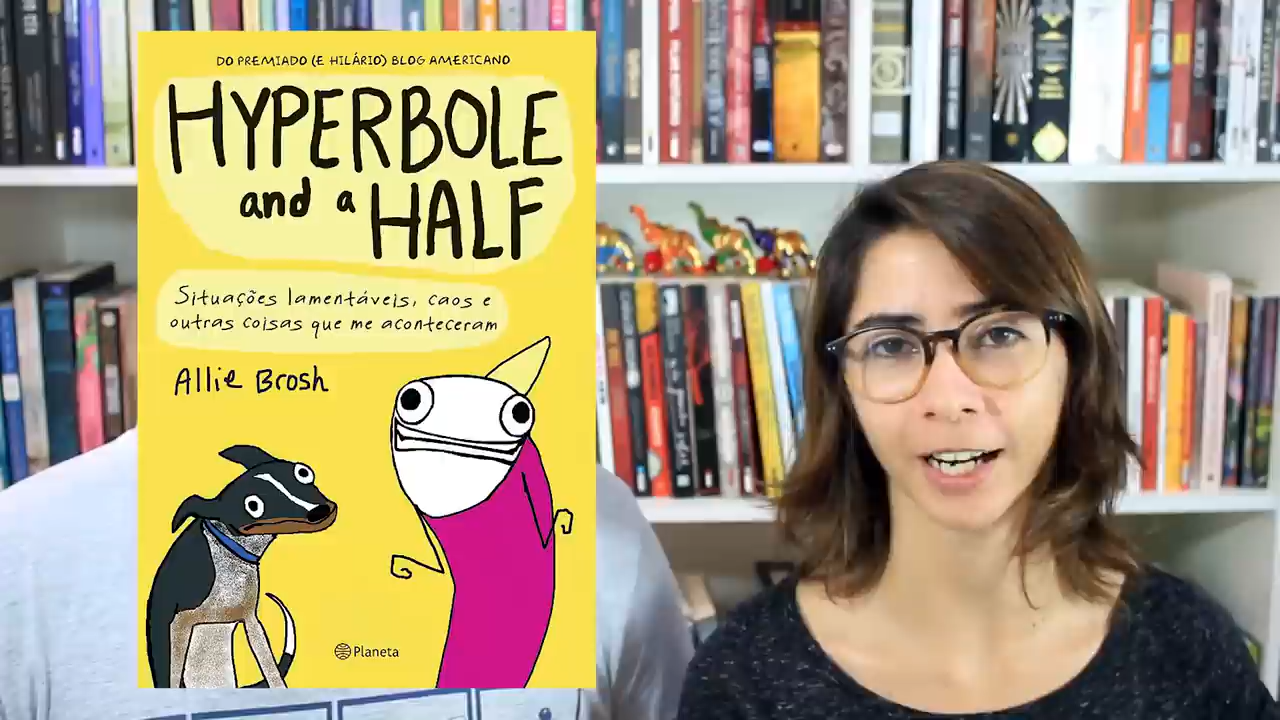 DO PREMIADO (E HILÁRIO) BLOG AMERICANO
HYPERBOLE
and a HALF
Situações lamentáveis, caos e
outras coisas que me aconteceram
Allie Brosh
Planeta